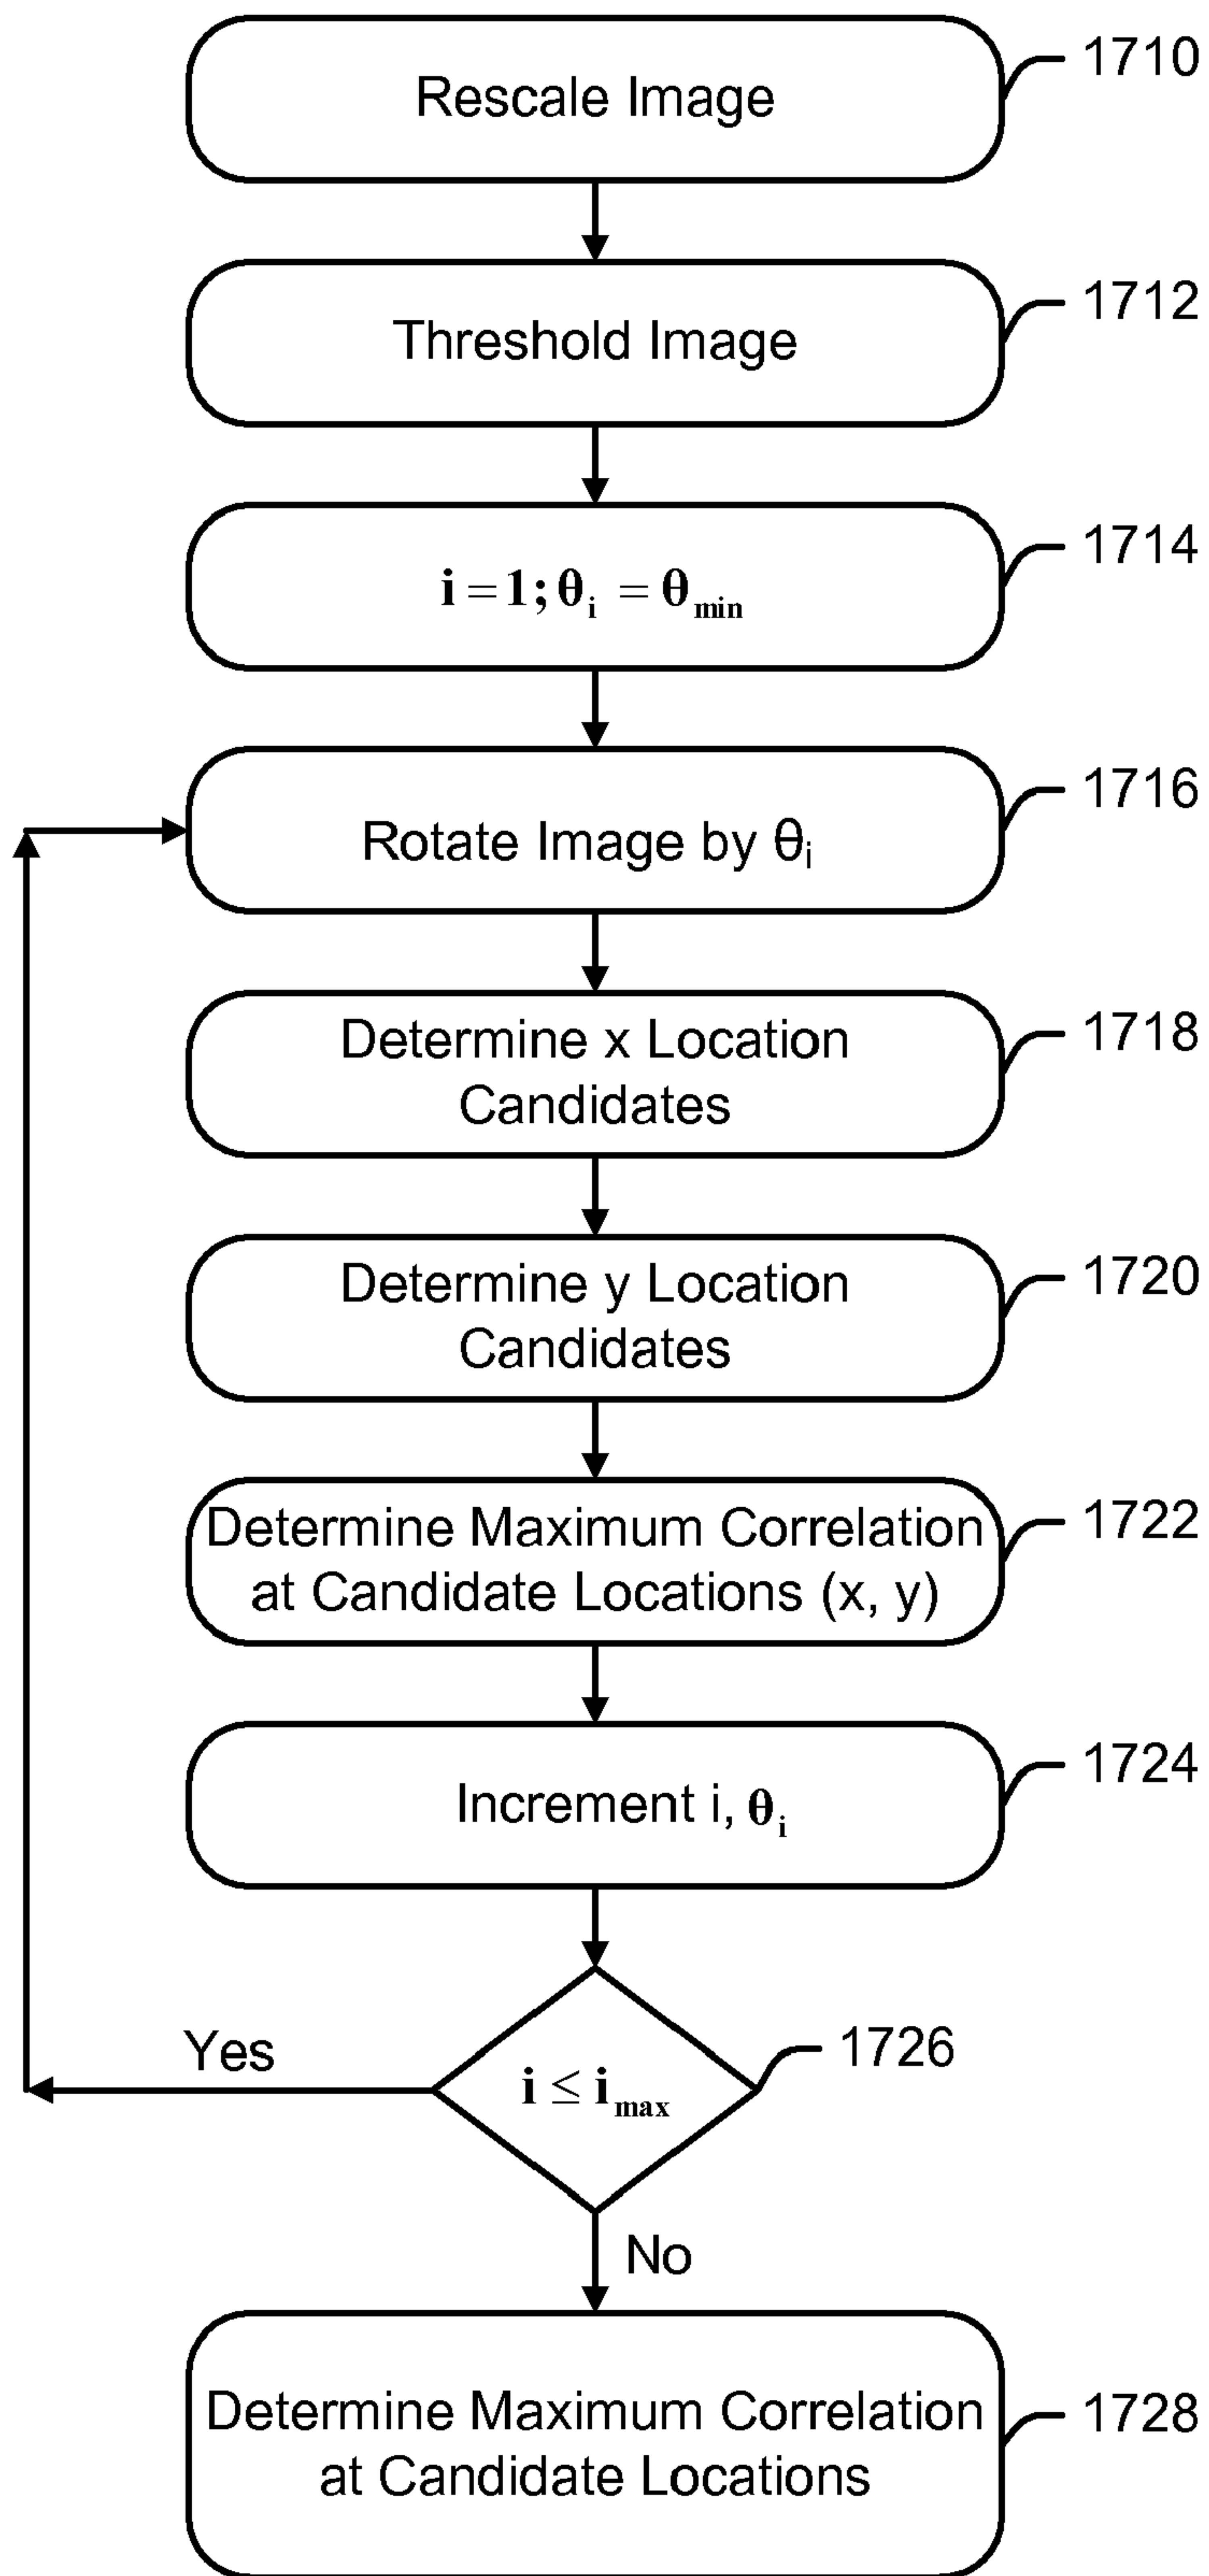 Rescale Image
1710
Threshold Image
1712
i = 1; θi = θmin
1714
Rotate Image by θi
1716
Determine x Location
Candidates
1718
Determine y Location
Candidates
1720
Determine Maximum Correlation
at Candidate Locations (x, y)
1722
Increment i, θi
1724
i ≤ imax
1726
Yes
No
Determine Maximum Correlation
at Candidate Locations
1728